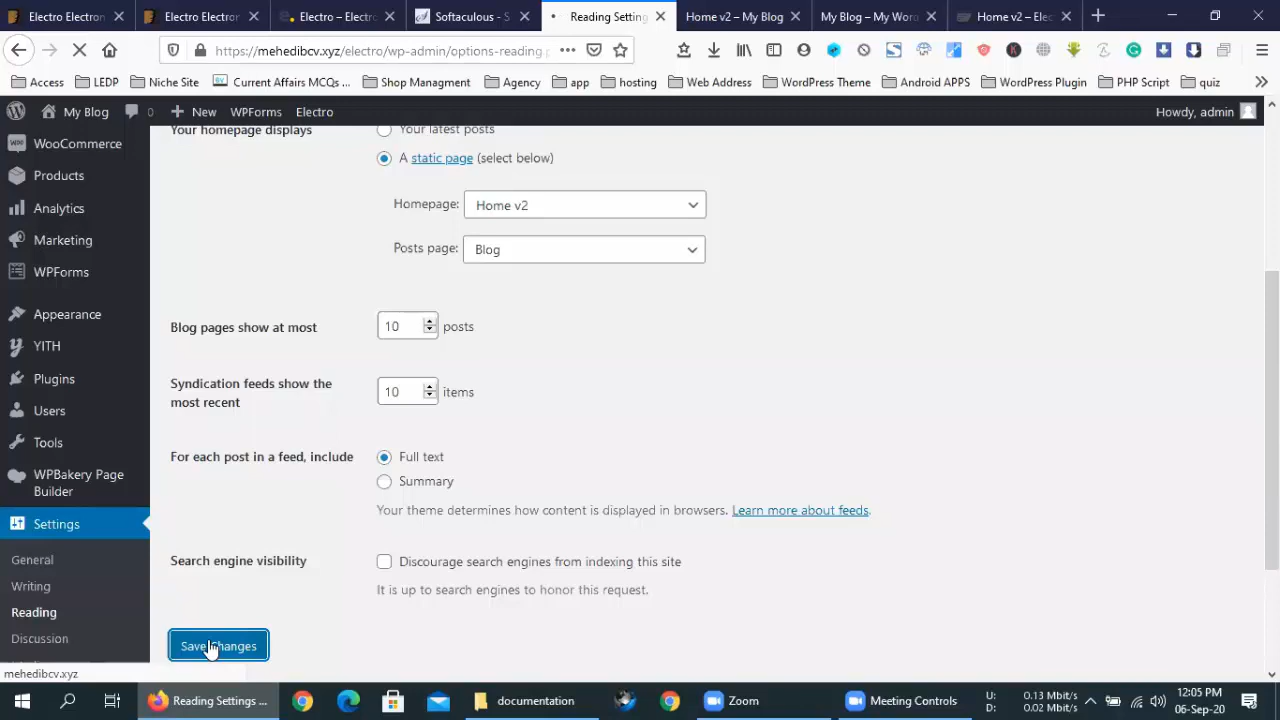 Electro Electron
Electro Electror
Electro – Electro
Softaculous - S
Reading Setting
Home v2 – My Blog
My Blog – My Wor
Home v2 – Elec
https://mehedibcv.xyz/electro/wp-admin/options-reading.p
Access
LEDP
Niche Site
Current Affairs MCQs ...
Shop Managment
Agency
app
hosting
Web Address
WordPress Theme
Android APPS
WordPress Plugin
PHP Script
quiz
My Blog
0
New
WPForms
Electro
Howdy, admin
WooCommerce
Products
Analytics
Marketing
WPForms
Appearance
YITH
Plugins
Users
Tools
WPBakery Page
Builder
Settings
General
Writing
Reading
Discussion
Your homepage displays
Your latest posts
A static page (select below)
Homepage: Home v2
Posts page: Blog
Blog pages show at most
10 posts
Syndication feeds show the
most recent
10 items
For each post in a feed, include
Full text
Summary
Your theme determines how content is displayed in browsers. Learn more about feeds.
Search engine visibility
Discourage search engines from indexing this site
It is up to search engines to honor this request.
Save Changes
mehedibcv.xyz
Reading Settings ...
documentation
Zoom
Meeting Controls
U: 0.13 Mbit/s
D: 0.02 Mbit/s
12:05 PM
06-Sep-20